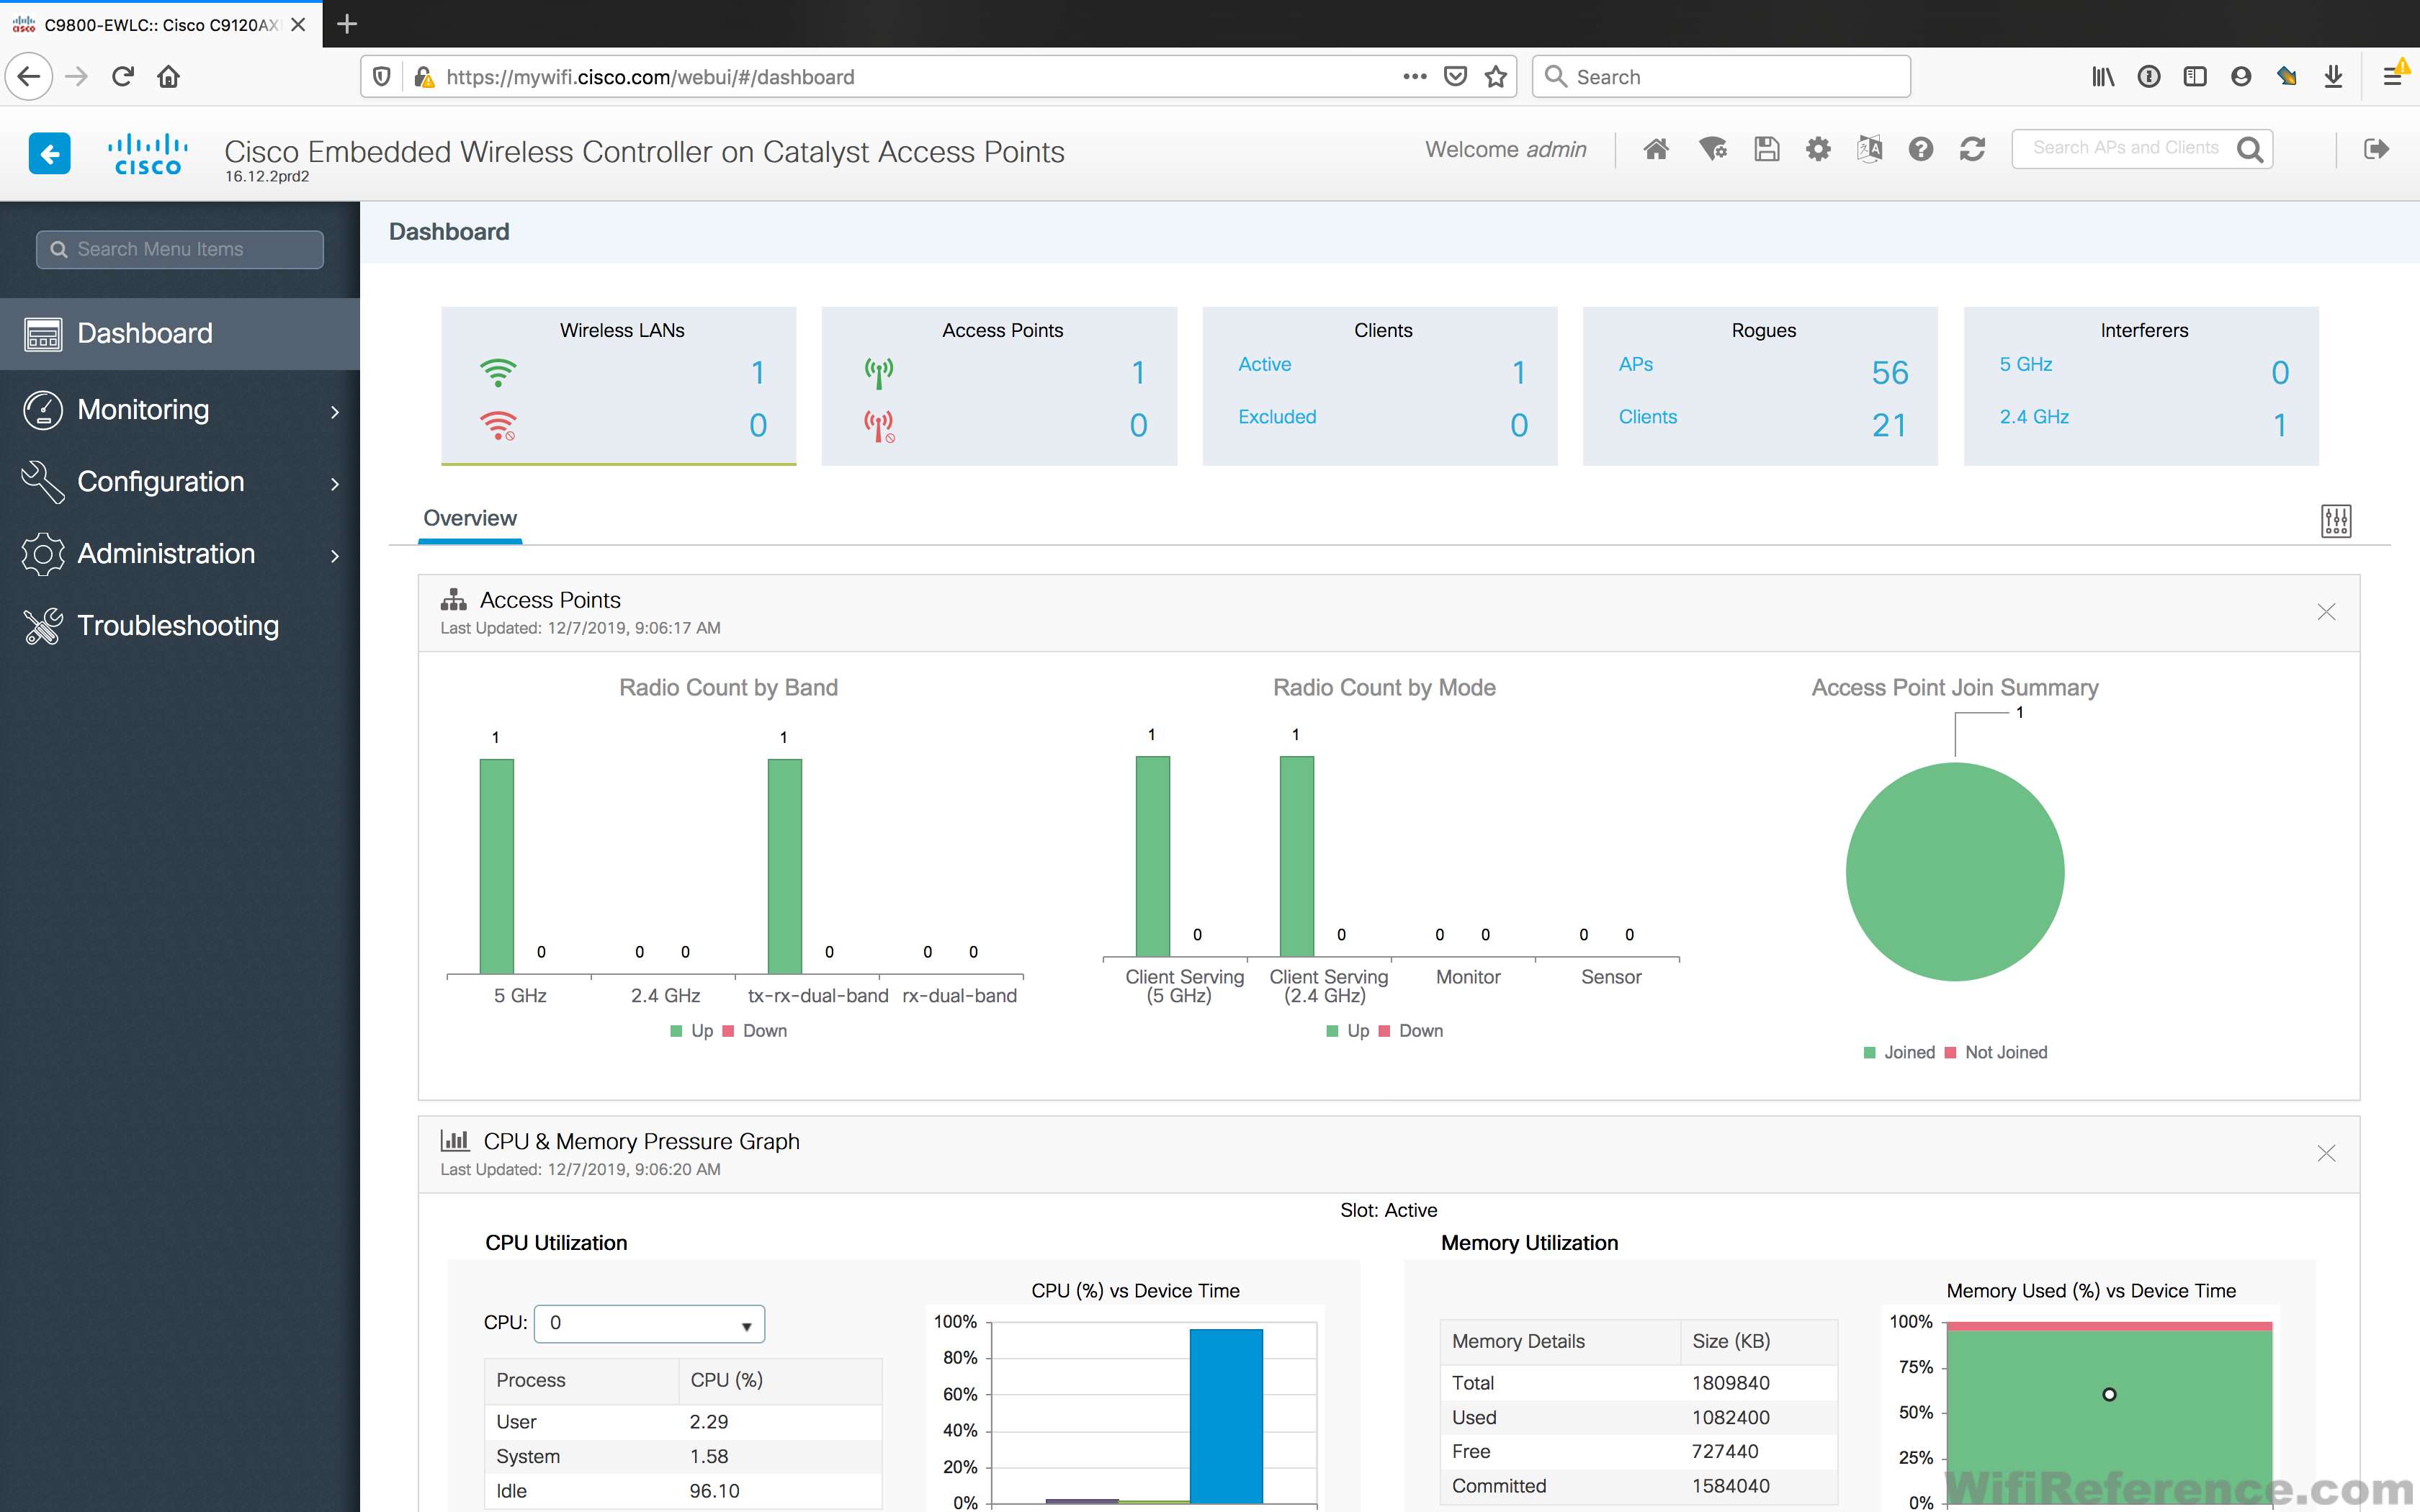 C9800-EWLC:: Cisco C9120AX
https://mywifi.cisco.com/webui/#/dashboard
Search
CISCO
Cisco Embedded Wireless Controller on Catalyst Access Points
16.12.2prd2
Welcome admin
Search APs and Clients
Search Menu Items
Dashboard
Monitoring
Configuration
Administration
Troubleshooting
Dashboard
Wireless LANs
1
0
Access Points
1
0
Clients
Active 1
Excluded 0
Rogues
APs 56
Clients 21
Interferers
5 GHz 0
2.4 GHz 1
Overview
Access Points
Last Updated: 12/7/2019, 9:06:17 AM
Radio Count by Band
1 0 0 0 1 0 0 0
5 GHz 2.4 GHz tx-rx-dual-band rx-dual-band
Up Down
Radio Count by Mode
1 0 1 0 0 0 0 0
Client Serving (5 GHz) Client Serving (2.4 GHz) Monitor Sensor
Up Down
Access Point Join Summary
1
Joined Not Joined
CPU & Memory Pressure Graph
Last Updated: 12/7/2019, 9:06:20 AM
Slot: Active
CPU Utilization
CPU: 0
Process CPU (%)
User 2.29
System 1.58
Idle 96.10
CPU (%) vs Device Time
100%
80%
60%
40%
20%
0%
Memory Utilization
Memory Details Size (KB)
Total 1809840
Used 1082400
Free 727440
Committed 1584040
Memory Used (%) vs Device Time
100%
75%
50%
25%
0%
WifiReference.com